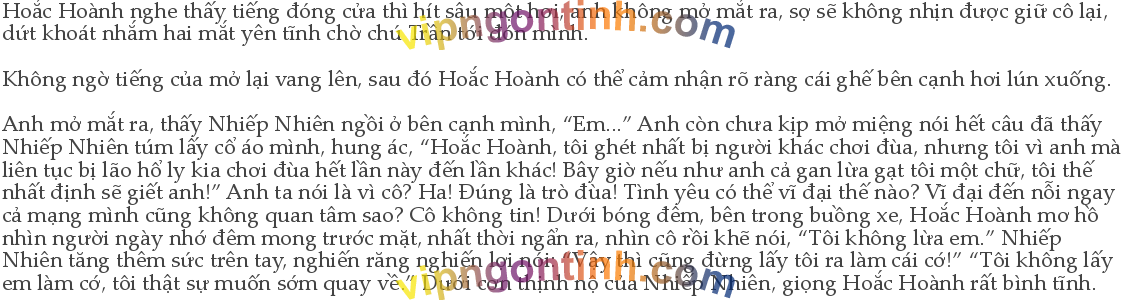 Hoắc Hoành nghe thấy tiếng đóng cửa thì hít sâu một hơi, anh không mở mắt ra, sợ sẽ không nhịn được giữ cô lại,
dứt khoát nhắm hai mắt yên tĩnh chờ chú Trần tới đón mình.
vipngontinh.com
Không ngờ tiếng của mở lại vang lên, sau đó Hoắc Hoành có thể cảm nhận rõ ràng cái ghế bên cạnh hơi lún xuống.
Anh mở mắt ra, thấy Nhiếp Nhiên ngồi ở bên cạnh mình, “Em...” Anh còn chưa kịp mở miệng nói hết câu đã thấy
Nhiếp Nhiên túm lấy cổ áo mình, hung ác, “Hoắc Hoành, tôi ghét nhất bị người khác chơi đùa, nhưng tôi vì anh mà
liên tục bị lão hồ ly kia chơi đùa hết lần này đến lần khác! Bây giờ nếu như anh cả gan lừa gạt tôi một chữ, tôi thế
nhất định sẽ giết anh!” Anh ta nói là vì cô? Ha! Đúng là trò đùa! Tình yêu có thể vĩ đại thế nào? Vĩ đại đến nỗi ngay
cả mạng mình cũng không quan tâm sao? Cô không tin! Dưới bóng đêm, bên trong buồng xe, Hoắc Hoành mơ hồ
nhìn người ngày nhớ đêm mong trước mặt, nhất thời ngẩn ra, nhìn cô rồi khẽ nói, “Tôi không lừa em.” Nhiếp
Nhiên tăng thêm sức trên tay, nghiến răng nghiến lợi nói, “Vậy thì cũng đừng lấy tôi ra làm cái cớ!” “Tôi không lấy
em làm cớ, tôi thật sự muốn sớm quay về.” Dưới cơn thịnh nộ của Nhiếp Nhiên, giọng Hoắc Hoành rất bình tĩnh.
vipngontinh.com